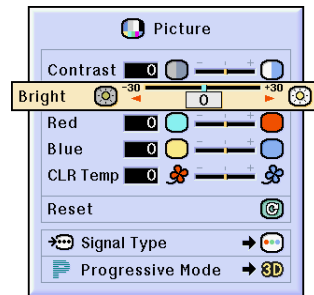 Picture
Contrast 0 - +
Bright -30 0 +30
Red 0 - +
Blue 0 - +
CLR Temp 0 - +
Reset
Signal Type
Progressive Mode 3D